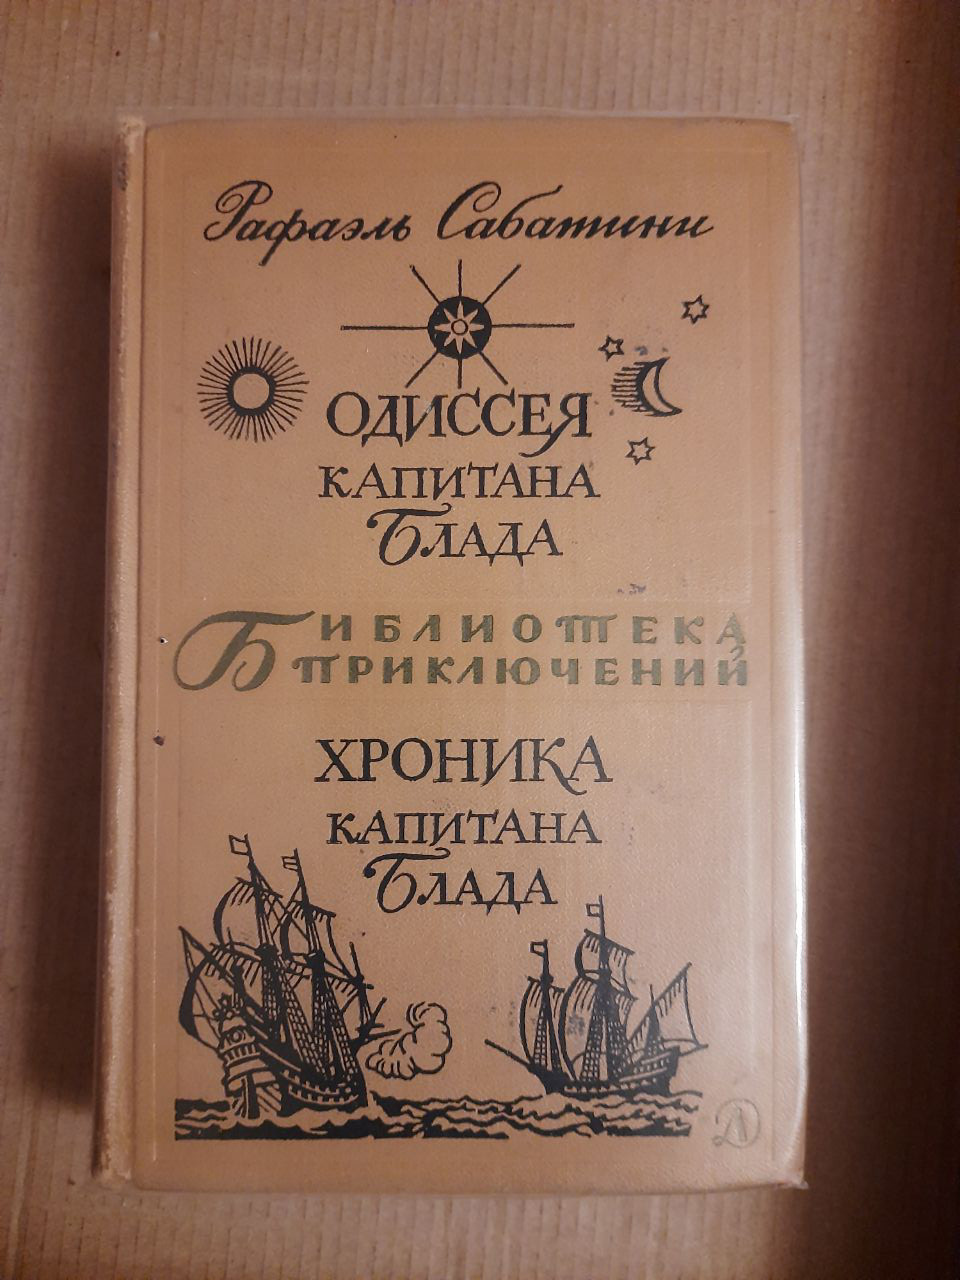 Рафаэль Сабатини
ОДИССЕЯ
КАПИТАНА
БЛАДА
БИБЛИОТЕКА
ПРИКЛЮЧЕНИЙ
ХРОНИКА
КАПИТАНА
БЛАДА